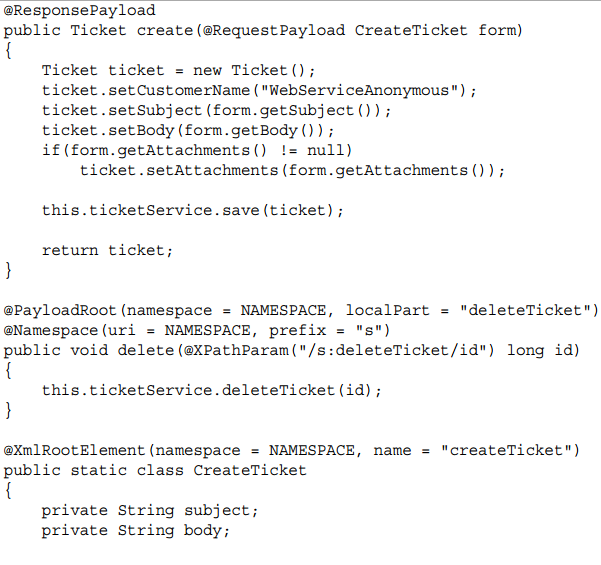 @ResponsePayload
public Ticket create(@RequestPayload CreateTicket form)
{
    Ticket ticket = new Ticket();
    ticket.setCustomerName("WebServiceAnonymous");
    ticket.setSubject(form.getSubject());
    ticket.setBody(form.getBody());
    if(form.getAttachments() != null)
        ticket.setAttachments(form.getAttachments());

    this.ticketService.save(ticket);

    return ticket;
}

@PayloadRoot(namespace = NAMESPACE, localPart = "deleteTicket")
@Namespace(uri = NAMESPACE, prefix = "s")
public void delete(@XPathParam("/s:deleteTicket/id") long id)
{
    this.ticketService.deleteTicket(id);
}

@XmlRootElement(namespace = NAMESPACE, name = "createTicket")
public static class CreateTicket
{
    private String subject;
    private String body;